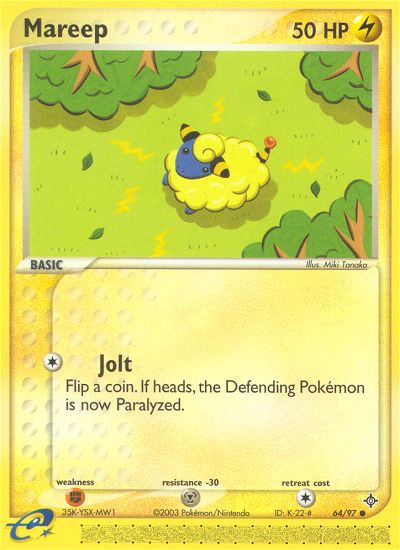 Mareep 50 HP
BASIC
Illus. Miki Tanaka
Jolt
Flip a coin. If heads, the Defending Pokémon
is now Paralyzed.
weakness resistance -30 retreat cost
35K-YSX-MW1 ©2003 Pokémon/Nintendo ID: K-22-# 64/97
e